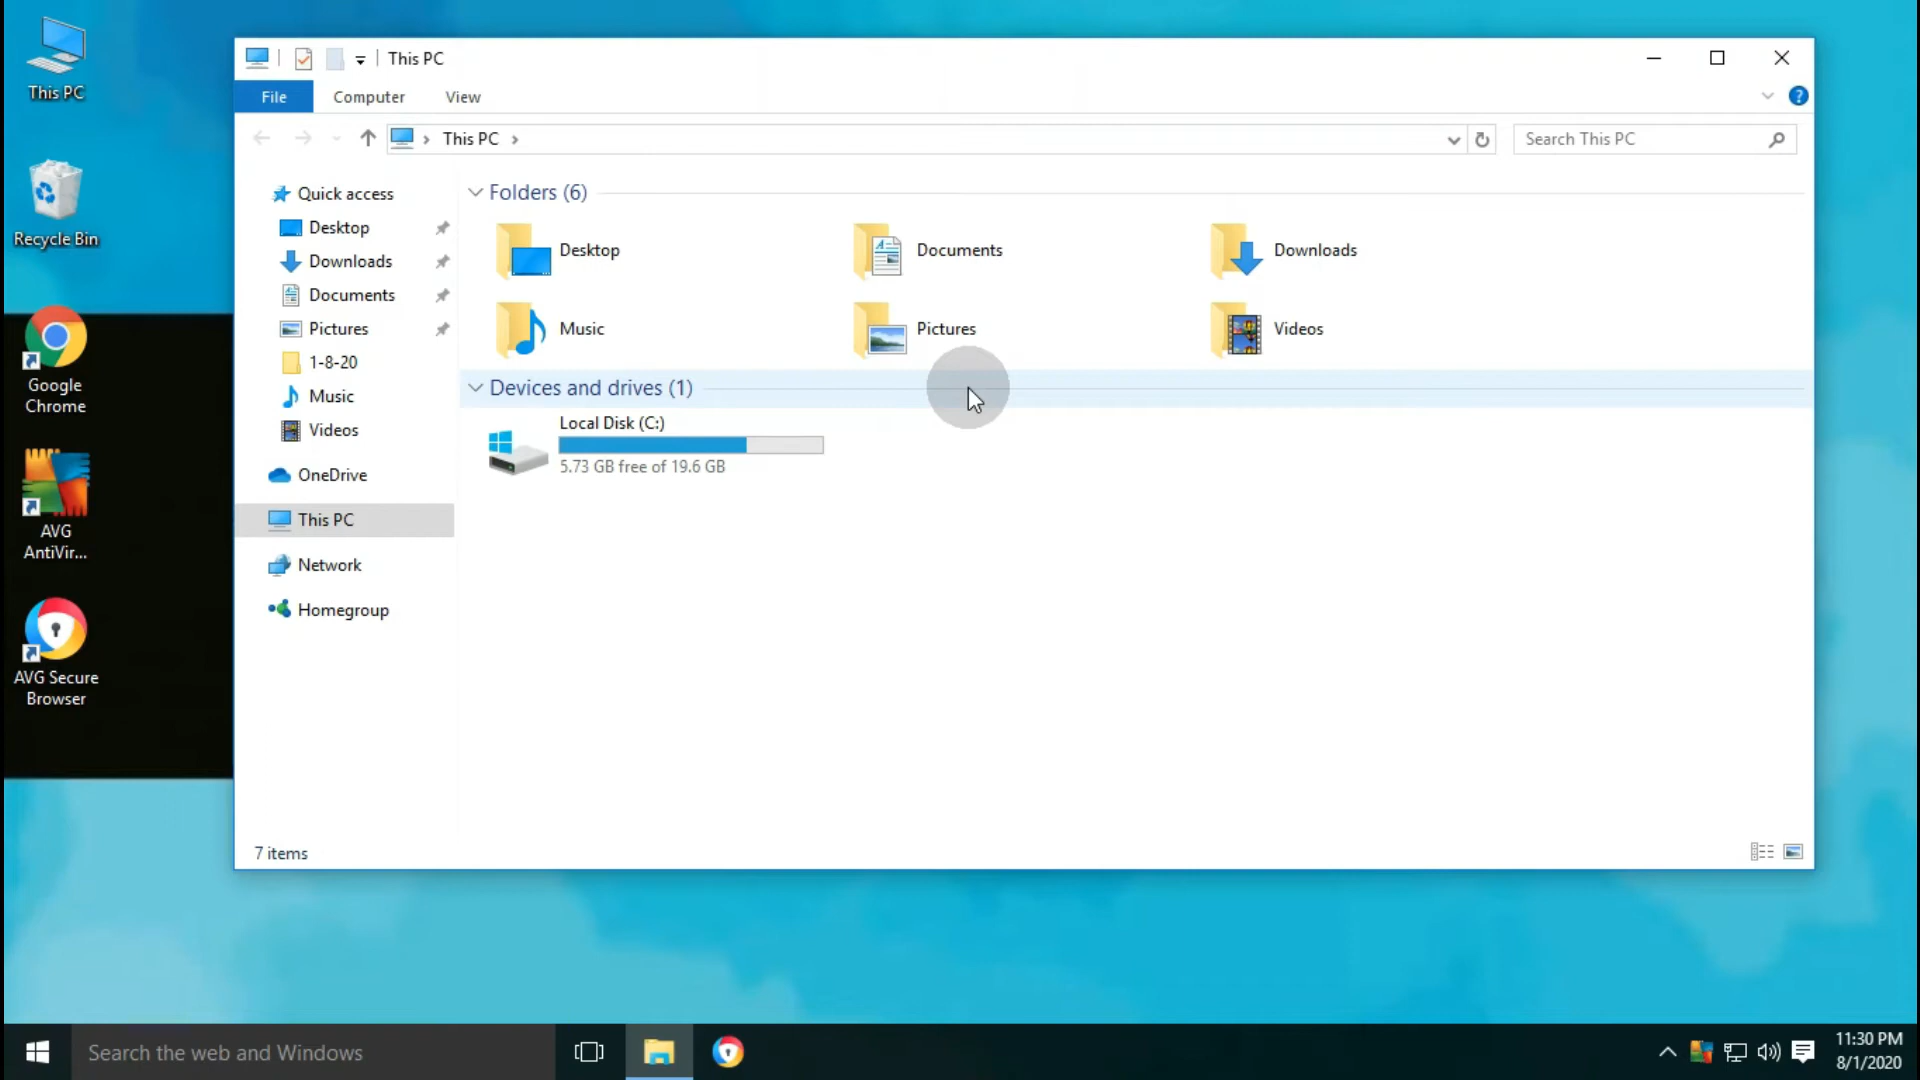 This PC
Recycle Bin
Google
Chrome
AVG
AntiVir...
AVG Secure
Browser
This PC
File
Computer
View
This PC
Search This PC
Quick access
Desktop
Downloads
Documents
Pictures
1-8-20
Music
Videos
OneDrive
This PC
Network
Homegroup
Folders (6)
Desktop
Documents
Downloads
Music
Pictures
Videos
Devices and drives (1)
Local Disk (C:)
5.73 GB free of 19.6 GB
7 items
Search the web and Windows
11:30 PM
8/1/2020